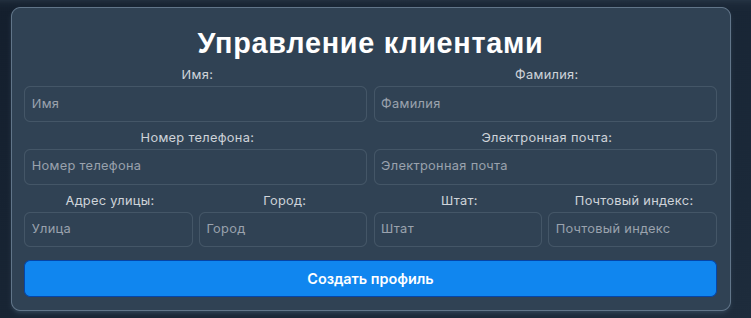 Управление клиентами
Имя: Фамилия:
Имя Фамилия
Номер телефона: Электронная почта:
Номер телефона Электронная почта
Адрес улицы: Город: Штат: Почтовый индекс:
Улица Город Штат Почтовый индекс
Создать профиль